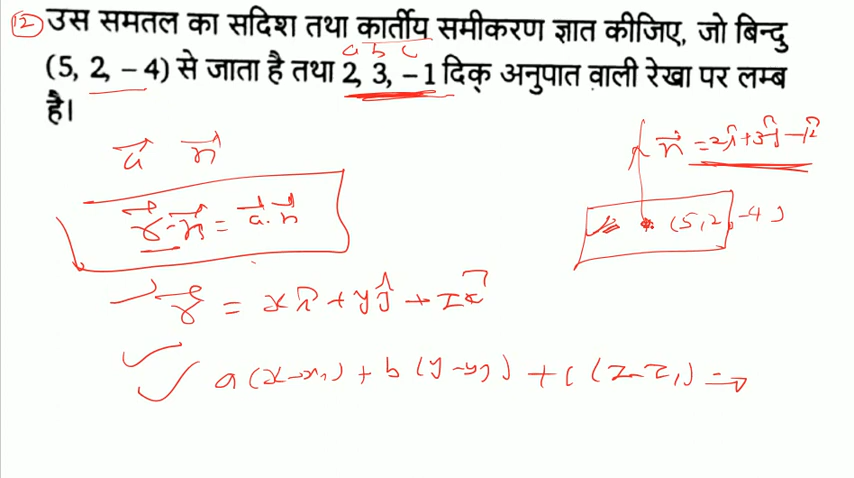 (12) उस समतल का सदिश तथा कार्तीय समीकरण ज्ञात कीजिए, जो बिन्दु
a b c
(5, 2, – 4) से जाता है तथा 2, 3, –1 दिक् अनुपात वाली रेखा पर लम्ब
है।
a⃗ n⃗
n⃗ = 2î+3ĵ-k̂
r⃗·n⃗ = a⃗·n⃗
(5,2,-4)
r⃗ = xî + yĵ + zk̂
a(x-x₁) + b(y-y₁) + c(z-z₁) =